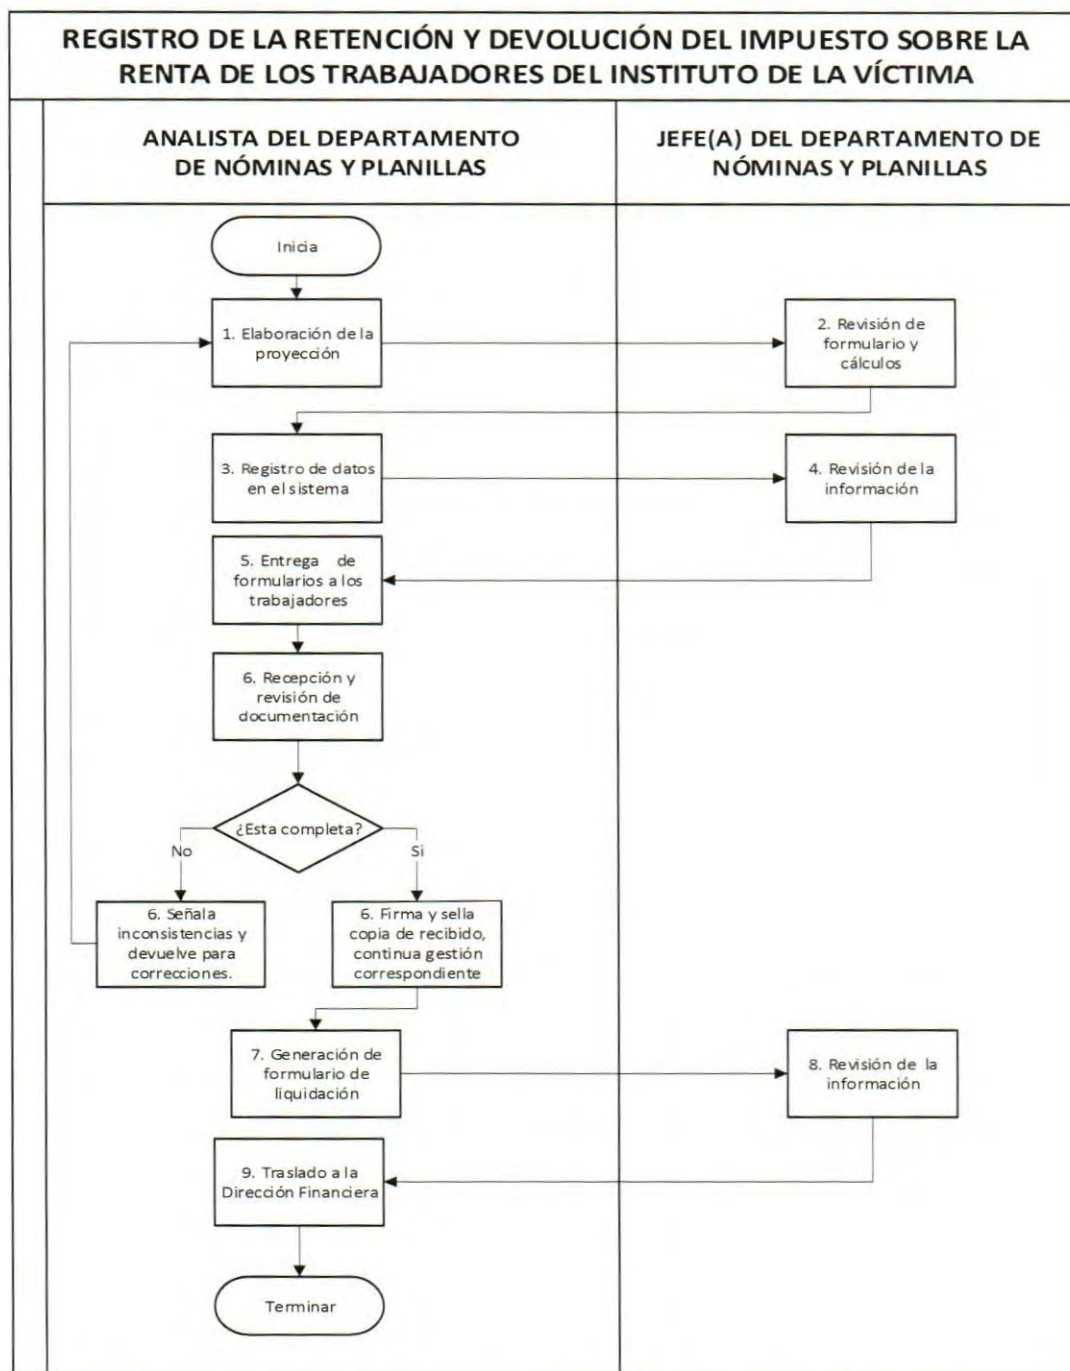 REGISTRO DE LA RETENCIÓN Y DEVOLUCIÓN DEL IMPUESTO SOBRE LA
RENTA DE LOS TRABAJADORES DEL INSTITUTO DE LA VÍCTIMA
ANALISTA DEL DEPARTAMENTO
DE NÓMINAS Y PLANILLAS
JEFE(A) DEL DEPARTAMENTO DE
NÓMINAS Y PLANILLAS
Inicia
1. Elaboración de la
proyección
2. Revisión de
formulario y
cálculos
3. Registro de datos
en el sistema
4. Revisión de la
información
5. Entrega de
formularios a los
trabajadores
6. Recepción y
revisión de
documentación
¿Esta completa?
No
Si
6. Señala
inconsistencias y
devuelve para
correcciones.
6. Firma y sella
copia de recibido,
continua gestión
correspondiente
7. Generación de
formulario de
liquidación
8. Revisión de la
información
9. Traslado a la
Dirección Financiera
Terminar